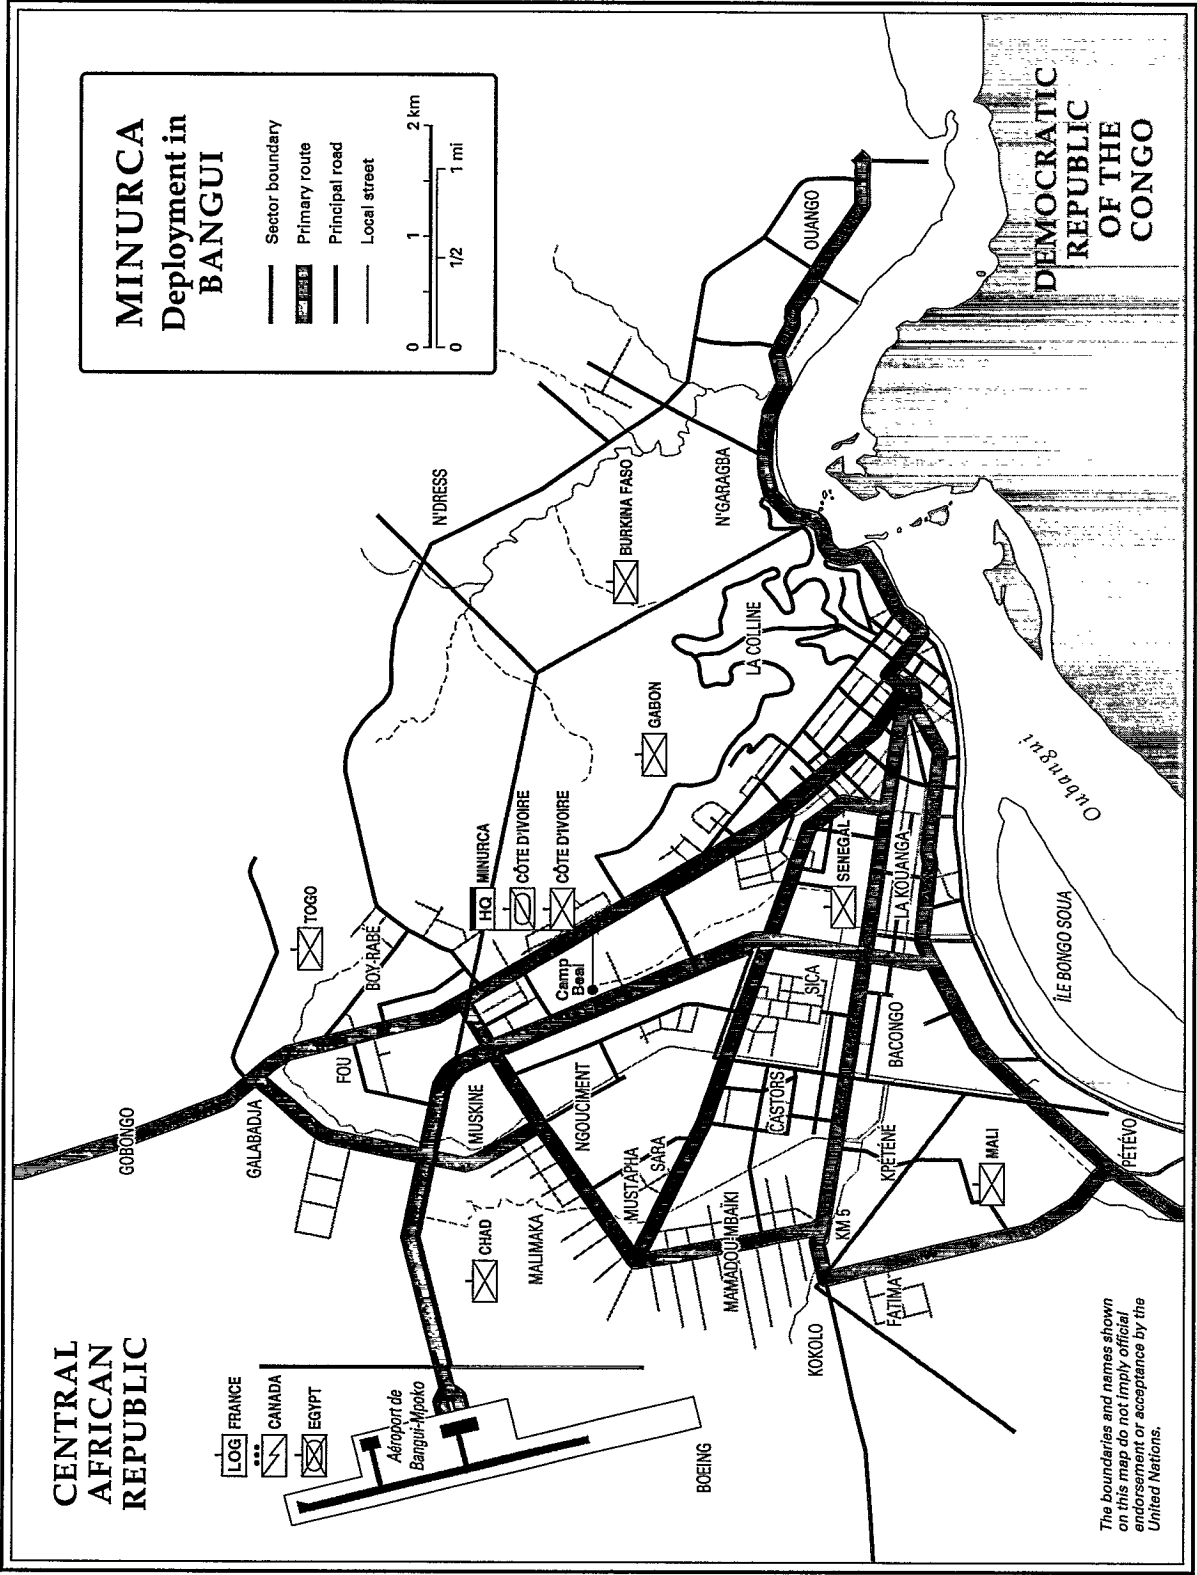 MINURCA
Deployment in
BANGUI
Sector boundary
Primary route
Principal road
Local street
0
1
2 km
0
1/2
1 mi
CENTRAL
AFRICAN
REPUBLIC
DEMOCRATIC
REPUBLIC
OF THE
CONGO
LOG FRANCE
CANADA
EGYPT
Aéroport de
Bangui-Mpoko
BOEING
GOBONGO
GALABADJA
FOU
BOY-RABÉ
TOGO
N'DRESS
HQ MINURCA
CÔTE D'IVOIRE
CÔTE D'IVOIRE
Camp
Beal
MUSKINE
CHAD
MALIMAKA
NGOUCIMENT
MUSTAPHA
SARA
MAMADOU-MBAÏKI
CASTORS
SICA
SENEGAL
LA KOUANGA
BACONGO
GABON
LA COLLINE
BURKINA FASO
N'GARAGBA
OUANGO
KPETENE
MALI
KM 5
KOKOLO
FATIMA
PÉTÉVO
ÎLE BONGO SOUA
Oubangui
The boundaries and names shown
on this map do not imply official
endorsement or acceptance by the
United Nations.